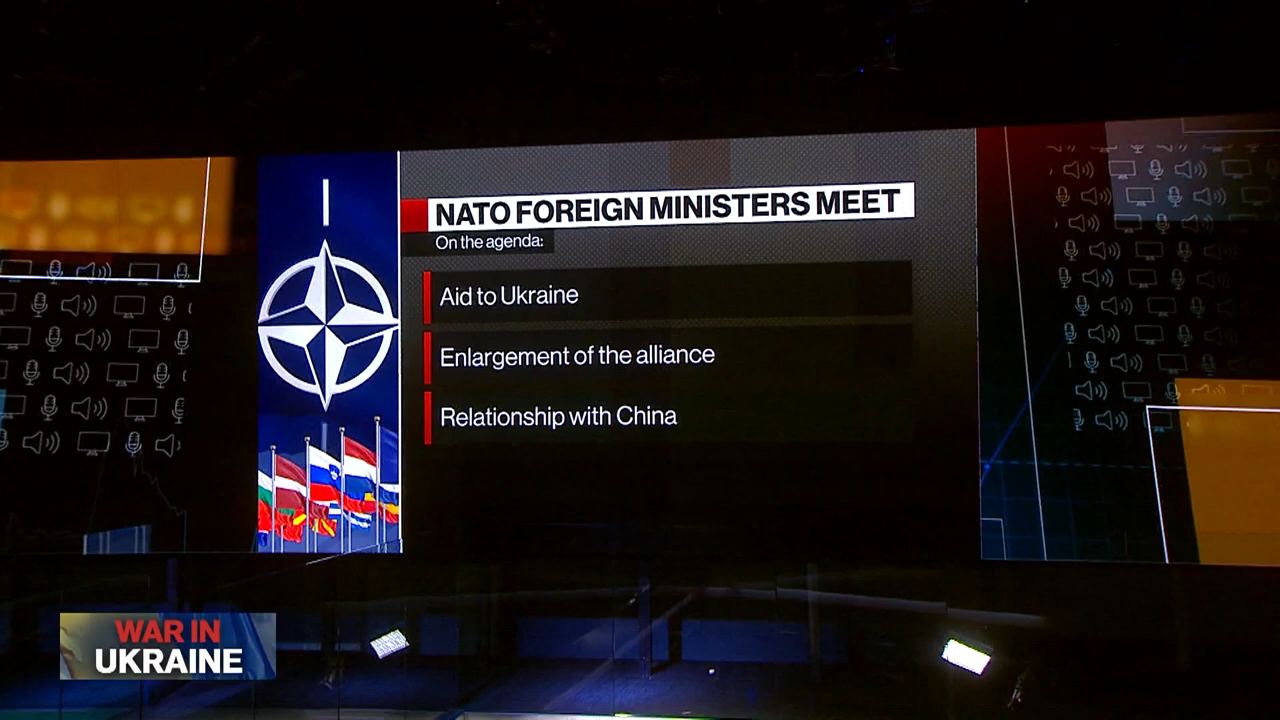 NATO FOREIGN MINISTERS MEET
On the agenda:
Aid to Ukraine
Enlargement of the alliance
Relationship with China
WAR IN
UKRAINE